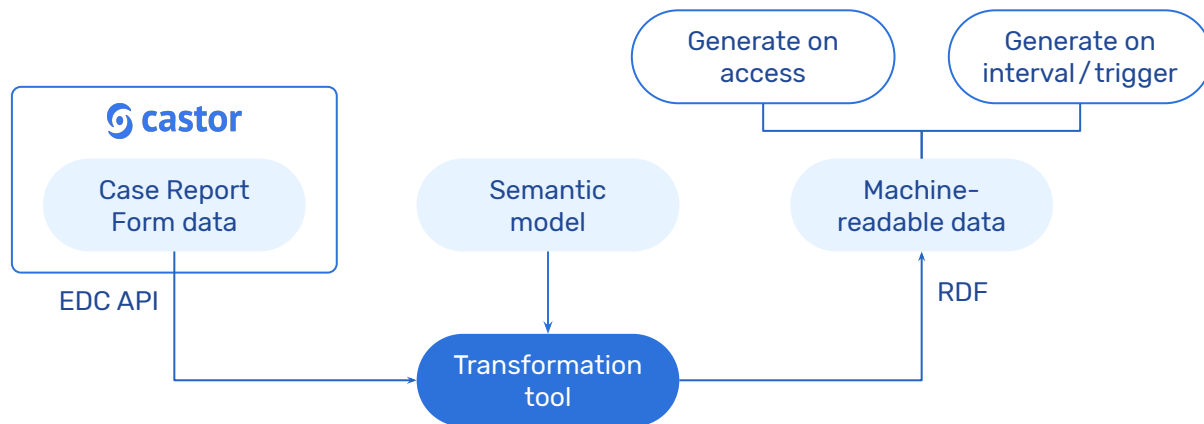 Generate on
access
Generate on
interval/trigger
castor
Case Report
Form data
Semantic
model
Machine-
readable data
EDC API
RDF
Transformation
tool